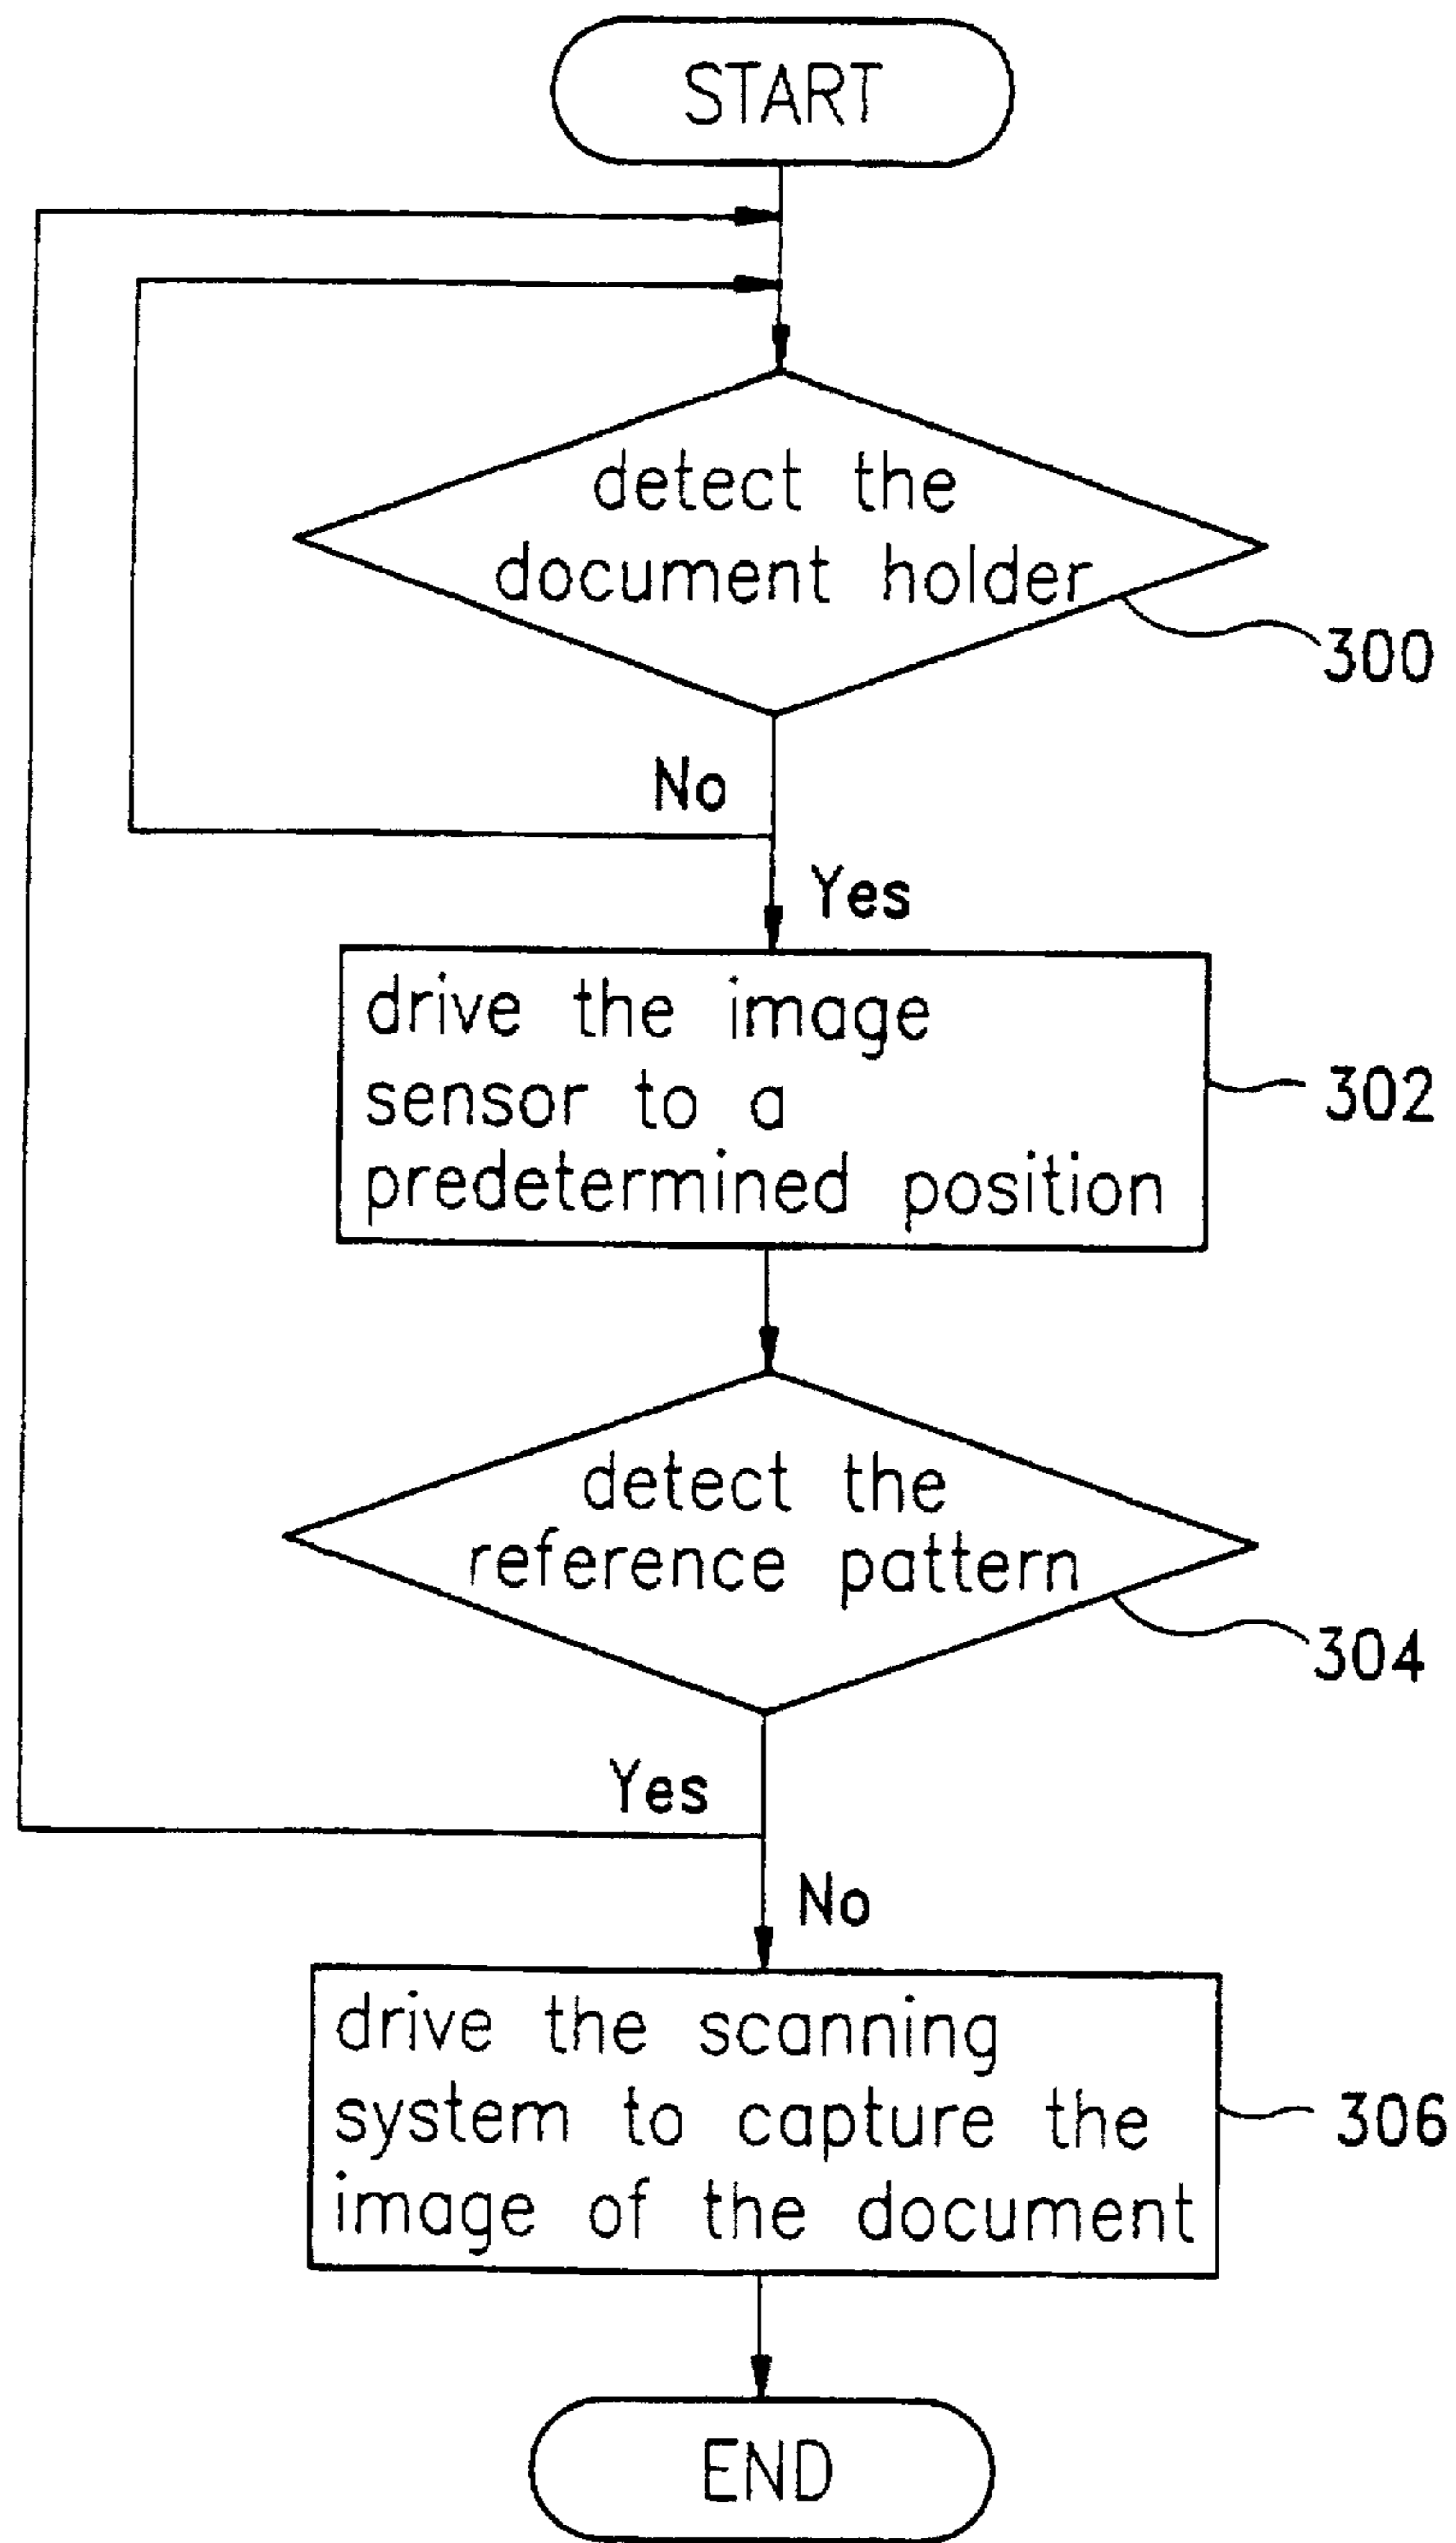 START
detect the
document holder
300
No
Yes
drive the image
sensor to a
predetermined position
302
detect the
reference pattern
304
Yes
No
drive the scanning
system to capture the
image of the document
306
END